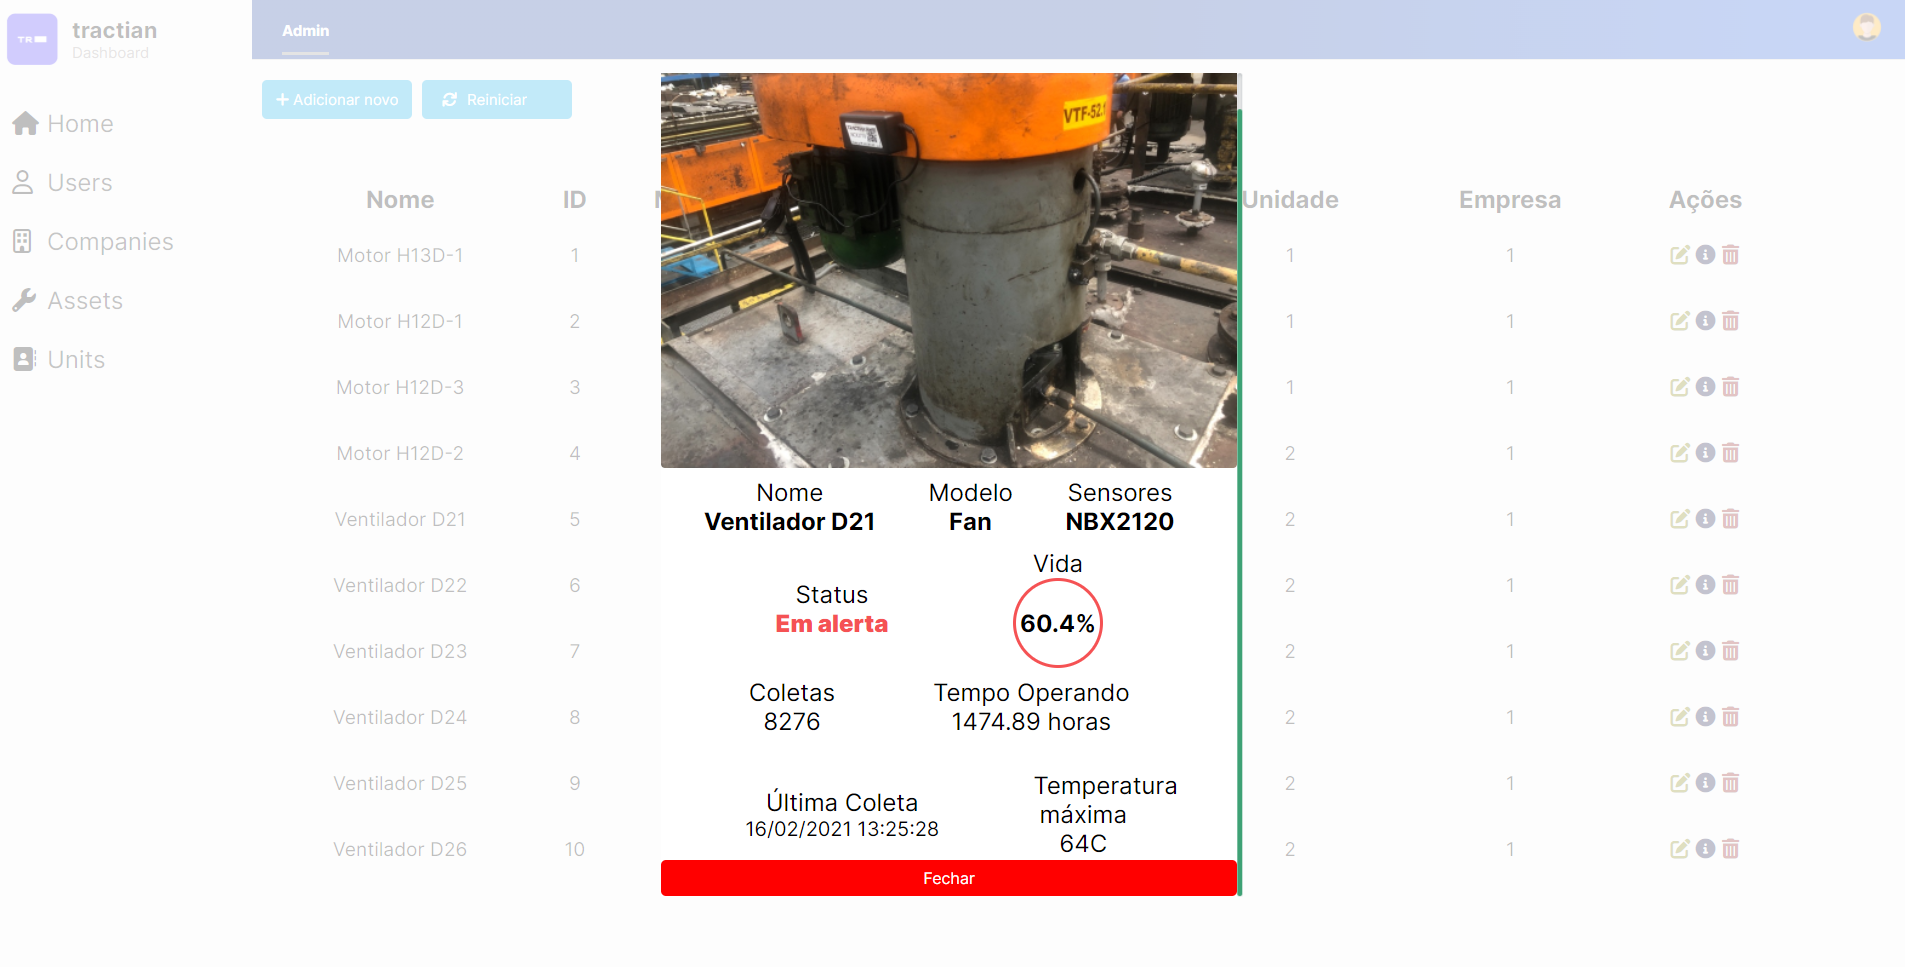 TR
tractian
Dashboard
Home
Users
Companies
Assets
Units
Admin
Adicionar novo
Reiniciar
Nome ID Unidade Empresa Ações
Motor H13D-1 1 1 1
Motor H12D-1 2 1 1
Motor H12D-3 3 1 1
Motor H12D-2 4 2 1
Ventilador D21 5 2 1
Ventilador D22 6 2 1
Ventilador D23 7 2 1
Ventilador D24 8 2 1
Ventilador D25 9 2 1
Ventilador D26 10 2 1
VTF-52.1
Nome Modelo Sensores
Ventilador D21 Fan NBX2120
Vida
Status
Em alerta
60.4%
Coletas Tempo Operando
8276 1474.89 horas
Temperatura
máxima
64C
Última Coleta
16/02/2021 13:25:28
Fechar